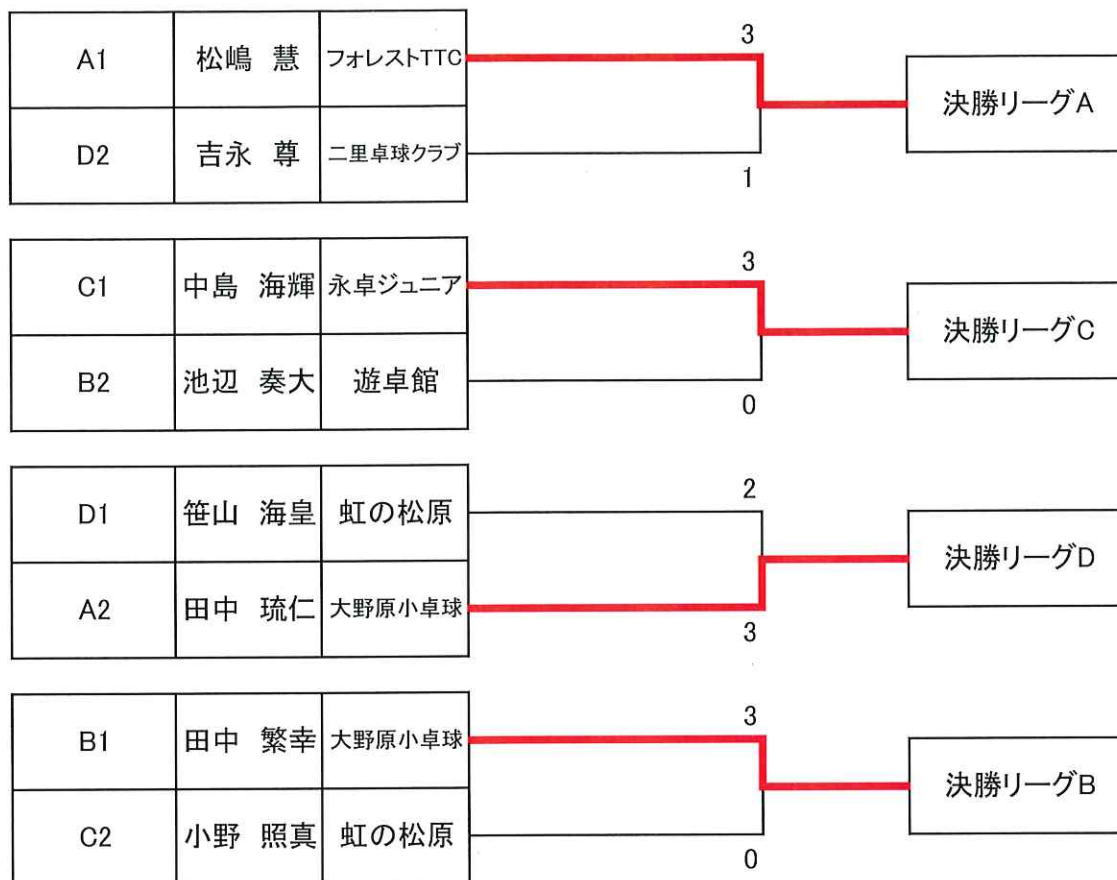 3
A1 松嶋 慧 フォレストTTC
決勝リーグA
D2 吉永 尊 二里卓球クラブ
1
3
C1 中島 海輝 永卓ジュニア
決勝リーグC
B2 池辺 奏大 遊卓館
0
2
D1 笹山 海皇 虹の松原
決勝リーグD
A2 田中 琉仁 大野原小卓球
3
3
B1 田中 繁幸 大野原小卓球
決勝リーグB
C2 小野 照真 虹の松原
0